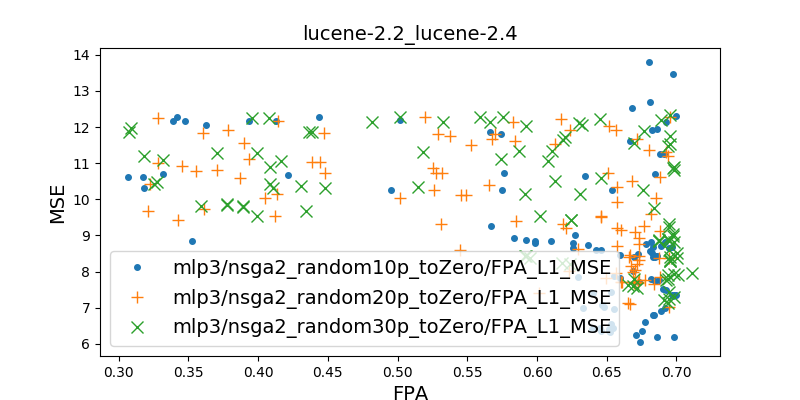 lucene-2.2_lucene-2.4
14
13
12
11
10
9
8
7
6
MSE
mlp3/nsga2_random10p_toZero/FPA_L1_MSE
mlp3/nsga2_random20p_toZero/FPA_L1_MSE
mlp3/nsga2_random30p_toZero/FPA_L1_MSE
0.30 0.35 0.40 0.45 0.50 0.55 0.60 0.65 0.70
FPA